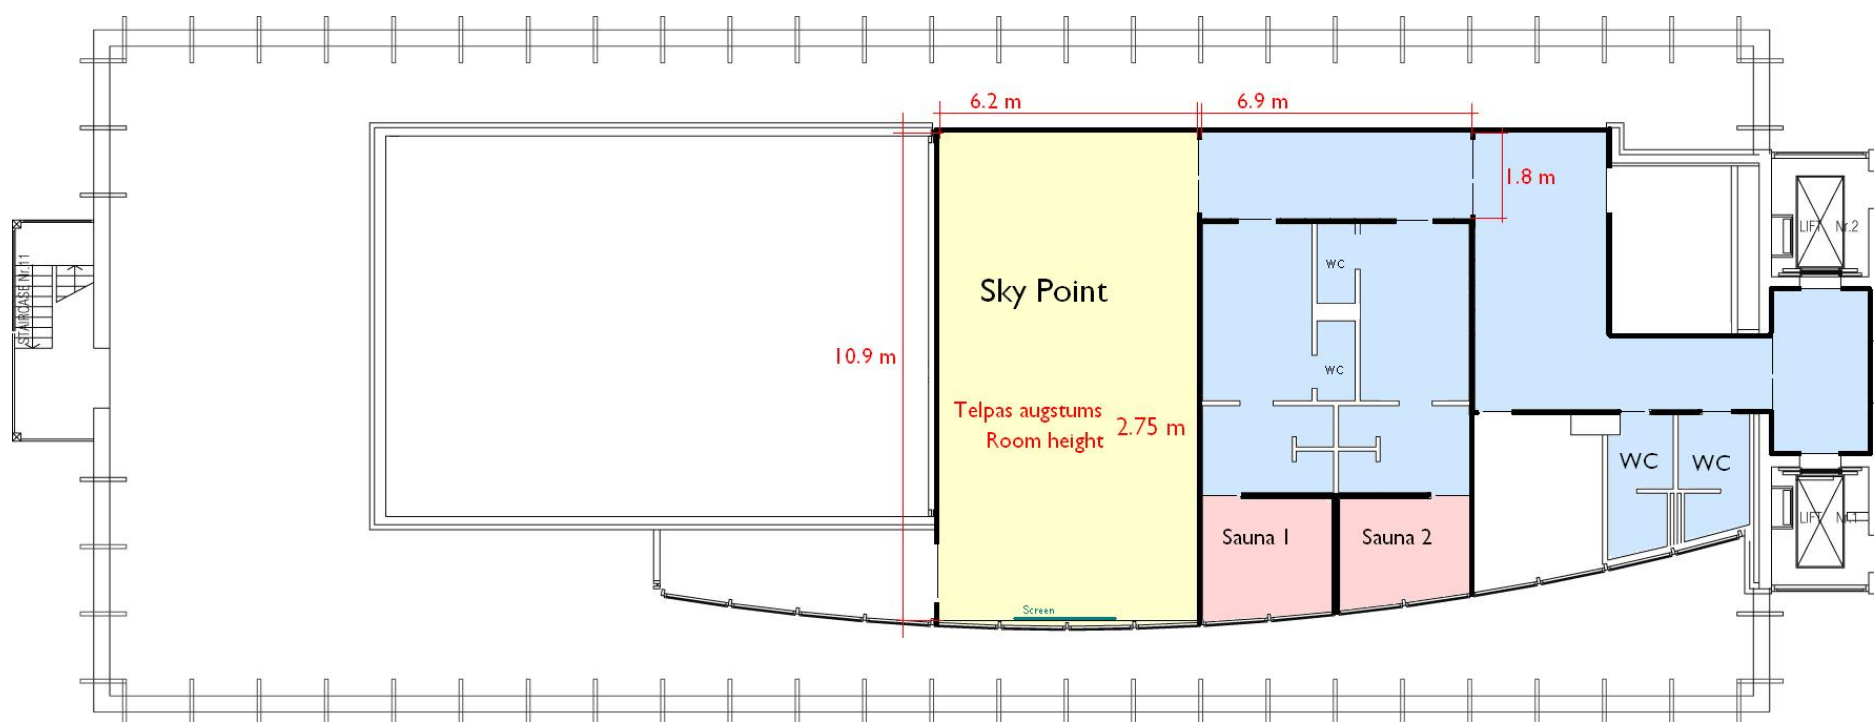 6.2 m
6.9 m
1.8 m
LIFT Nr.2
STAIRCASE Nr.11
WC
Sky Point
10.9 m
WC
Telpas augstums
Room height
2.75 m
WC
WC
LIFT Nr.1
Sauna 1
Sauna 2
Screen